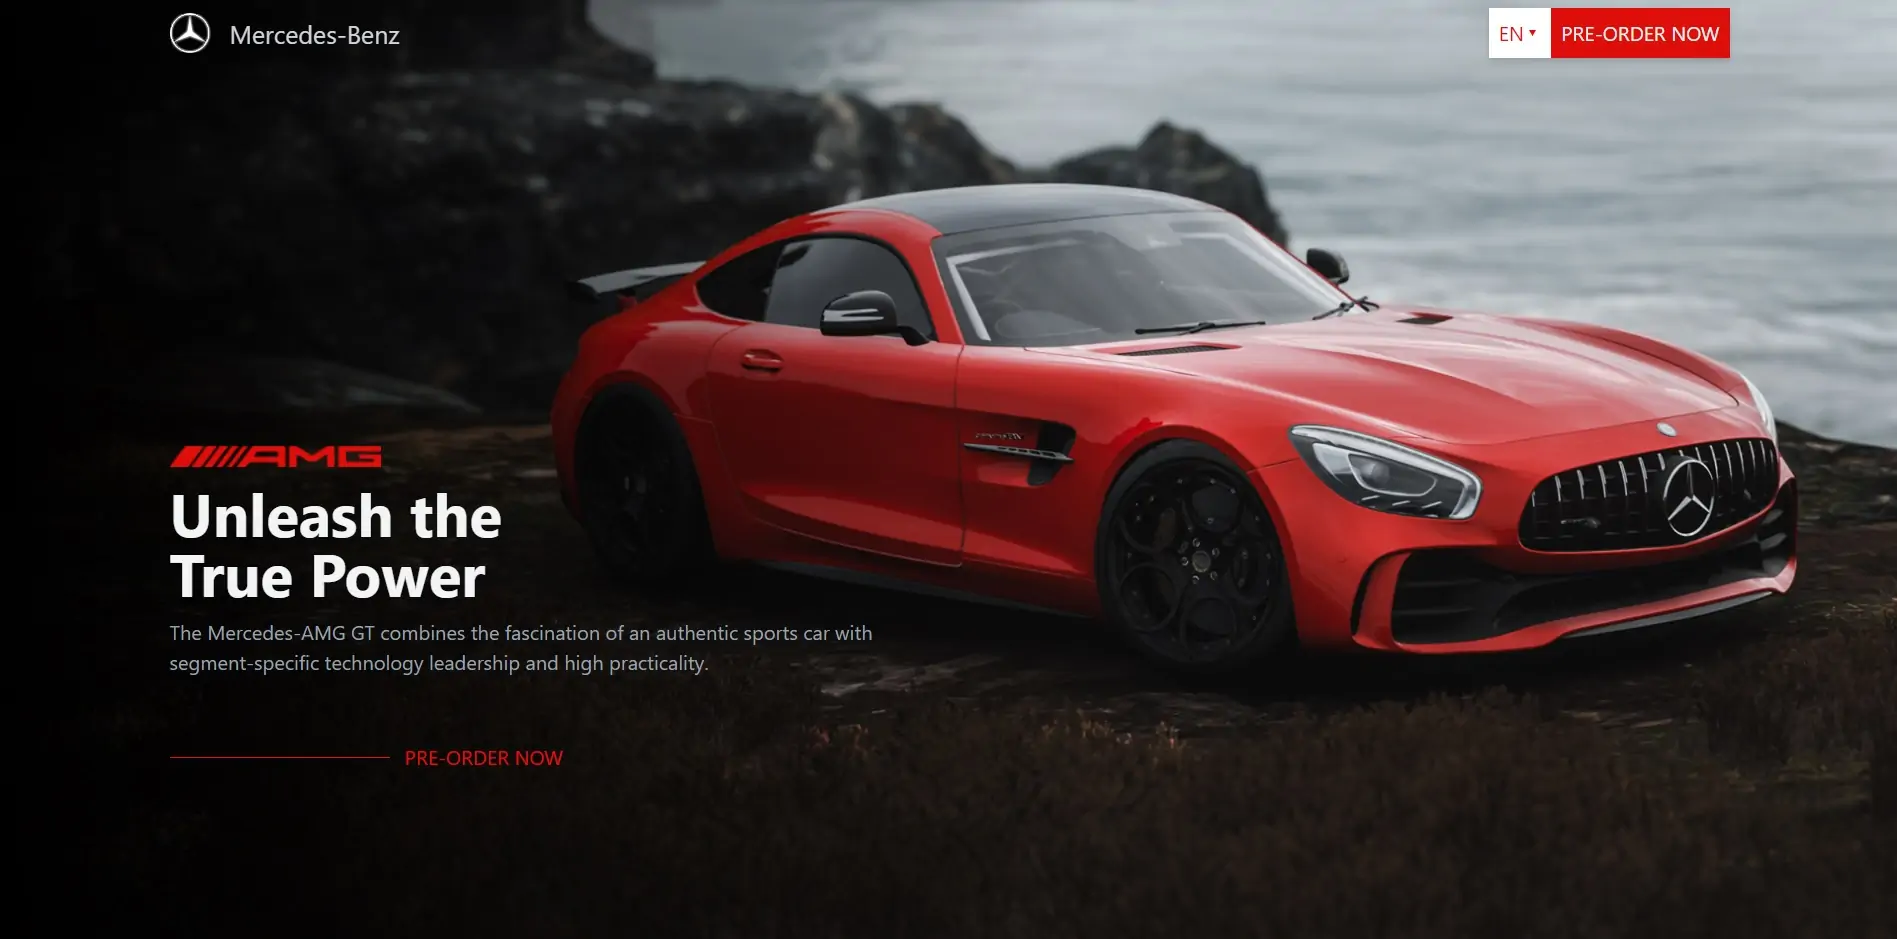 Mercedes-Benz
EN
PRE-ORDER NOW
AMG
Unleash the
True Power
The Mercedes-AMG GT combines the fascination of an authentic sports car with
segment-specific technology leadership and high practicality.
PRE-ORDER NOW